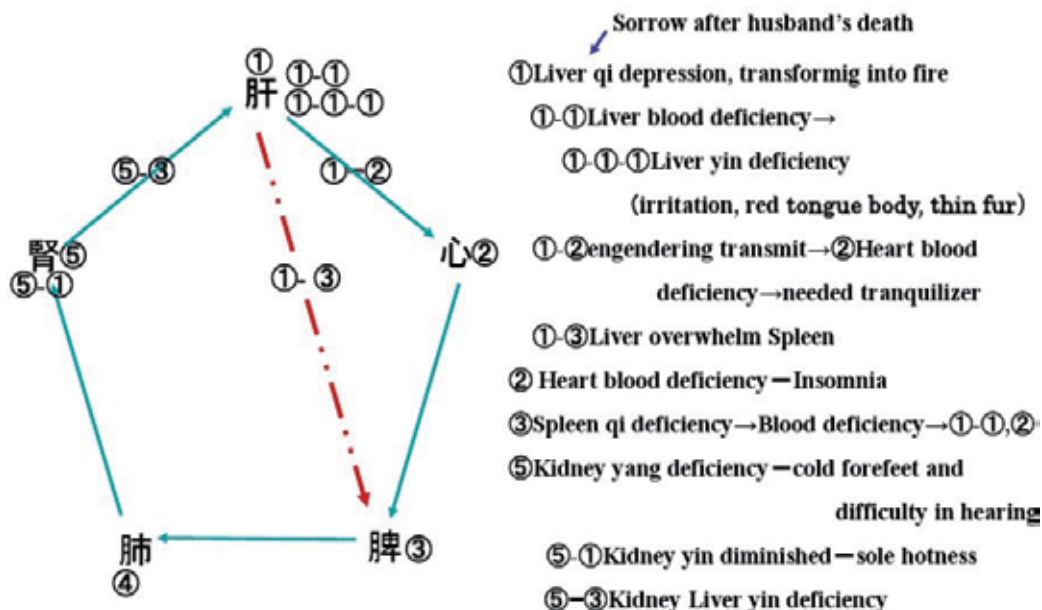 ①
肝
①-①
①-①-①
⑤-③
①-②
腎⑤
⑤-①
心②
①- ③
肺
④
脾③
Sorrow after husband's death
①Liver qi depression, transformig into fire
①-①Liver blood deficiency→
①-①-①Liver yin deficiency
(irritation, red tongue body, thin fur)
①-②engendering transmit→②Heart blood
deficiency→needed tranquilizer
①-③Liver overwhelm Spleen
② Heart blood deficiency－Insomnia
③Spleen qi deficiency→Blood deficiency→①-①,②
⑤Kidney yang deficiency－cold forefeet and
difficulty in hearing
⑤-①Kidney yin diminished－sole hotness
⑤－③Kidney Liver yin deficiency